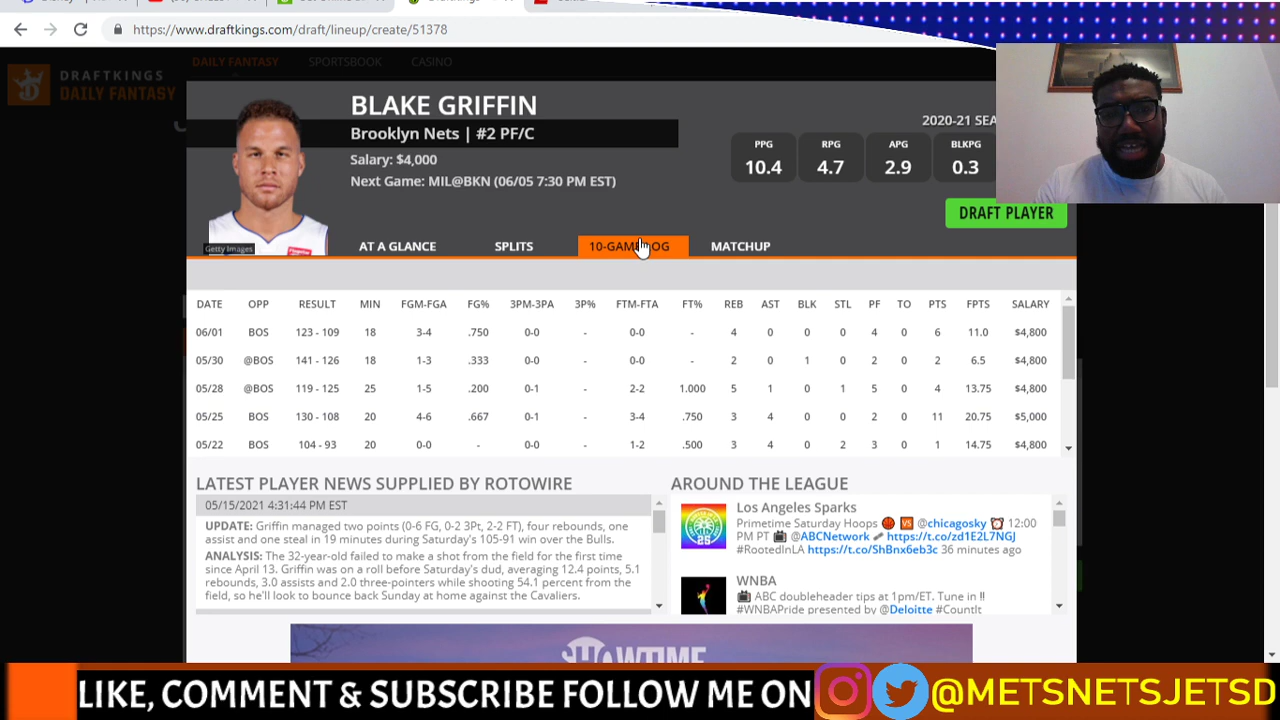 https://www.draftkings.com/draft/lineup/create/51378
DRAFTKINGS
DAILY FANTASY
DAILY FANTASY SPORTSBOOK CASINO
BLAKE GRIFFIN
Brooklyn Nets | #2 PF/C
Salary: $4,000
Next Game: MIL@BKN (06/05 7:30 PM EST)
2020-21 SEA
PPG RPG APG BLKPG
10.4 4.7 2.9 0.3
DRAFT PLAYER
Getty Images
AT A GLANCE SPLITS 10-GAME LOG MATCHUP
DATE OPP RESULT MIN FGM-FGA FG% 3PM-3PA 3P% FTM-FTA FT% REB AST BLK STL PF TO PTS FPTS SALARY
06/01 BOS 123 - 109 18 3-4 .750 0-0 - 0-0 - 4 0 0 0 4 0 6 11.0 $4,800
05/30 @BOS 141 - 126 18 1-3 .333 0-0 - 0-0 - 2 0 1 0 2 0 2 6.5 $4,800
05/28 @BOS 119 - 125 25 1-5 .200 0-1 - 2-2 1.000 5 1 0 1 5 0 4 13.75 $4,800
05/25 BOS 130 - 108 20 4-6 .667 0-1 - 3-4 .750 3 4 0 0 2 0 11 20.75 $5,000
05/22 BOS 104 - 93 20 0-0 - 0-0 - 1-2 .500 3 4 0 2 3 0 1 14.75 $4,800
LATEST PLAYER NEWS SUPPLIED BY ROTOWIRE
05/15/2021 4:31:44 PM EST
UPDATE: Griffin managed two points (0-6 FG, 0-2 3Pt, 2-2 FT), four rebounds, one
assist and one steal in 19 minutes during Saturday's 105-91 win over the Bulls.
ANALYSIS: The 32-year-old failed to make a shot from the field for the first time
since April 13. Griffin was on a roll before Saturday's dud, averaging 12.4 points, 5.1
rebounds, 3.0 assists and 2.0 three-pointers while shooting 54.1 percent from the
field, so he'll look to bounce back Sunday at home against the Cavaliers.
AROUND THE LEAGUE
Los Angeles Sparks
Primetime Saturday Hoops 🏀 🆚 @chicagosky ⏰ 12:00
PM PT 📺 @ABCNetwork 🔗 https://t.co/zd1E2L7NGJ
#RootedInLA https://t.co/ShBnx6eb3c 36 minutes ago
WNBA
📺 ABC doubleheader tips at 1pm/ET. Tune in ‼
#WNBAPride presented by @Deloitte #CountIt
SHOWTIME
LIKE, COMMENT & SUBSCRIBE FOLLOW ME ON @METSNETSJETSD